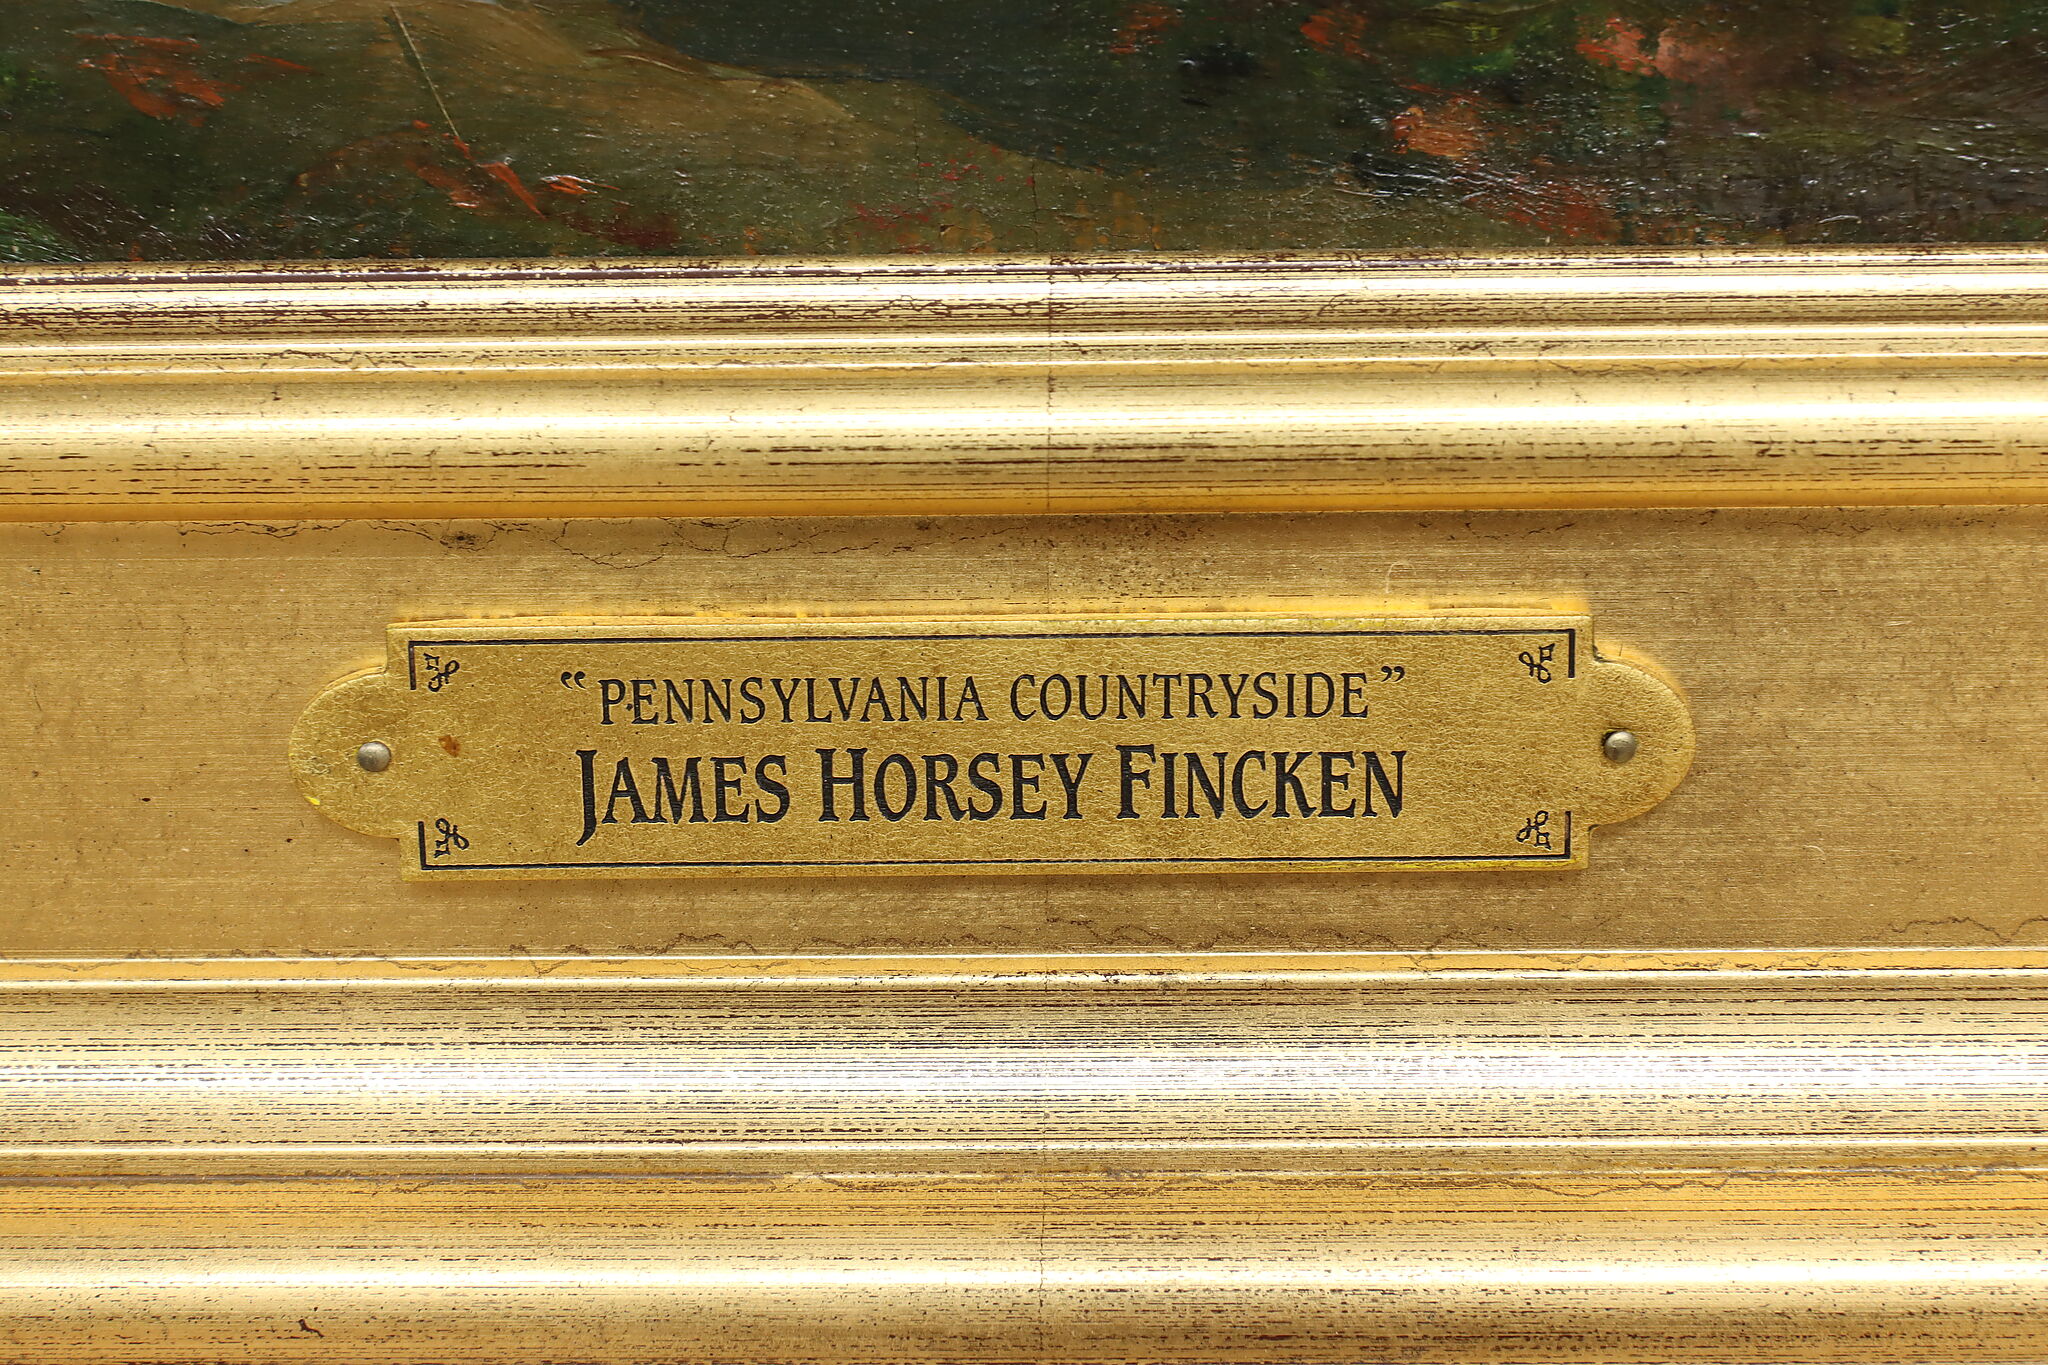 “PENNSYLVANIA COUNTRYSIDE”
JAMES HORSEY FINCKEN